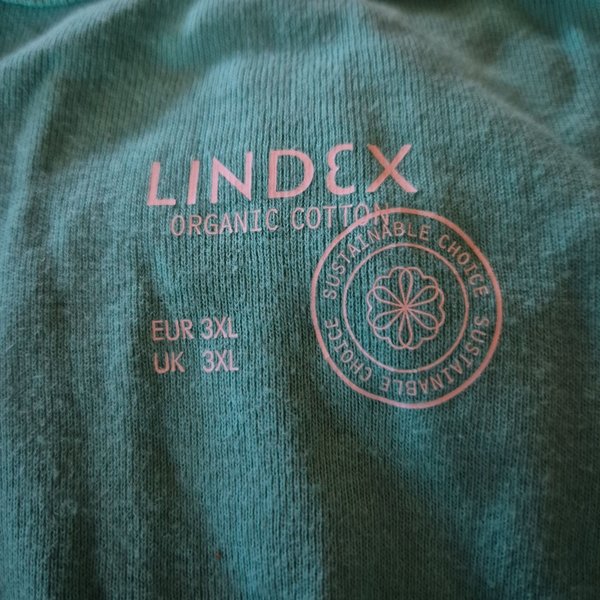 LINDEX
ORGANIC COTTON
SUSTAINABLE CHOICE SUSTAINABLE CHOICE
EUR 3XL
UK 3XL